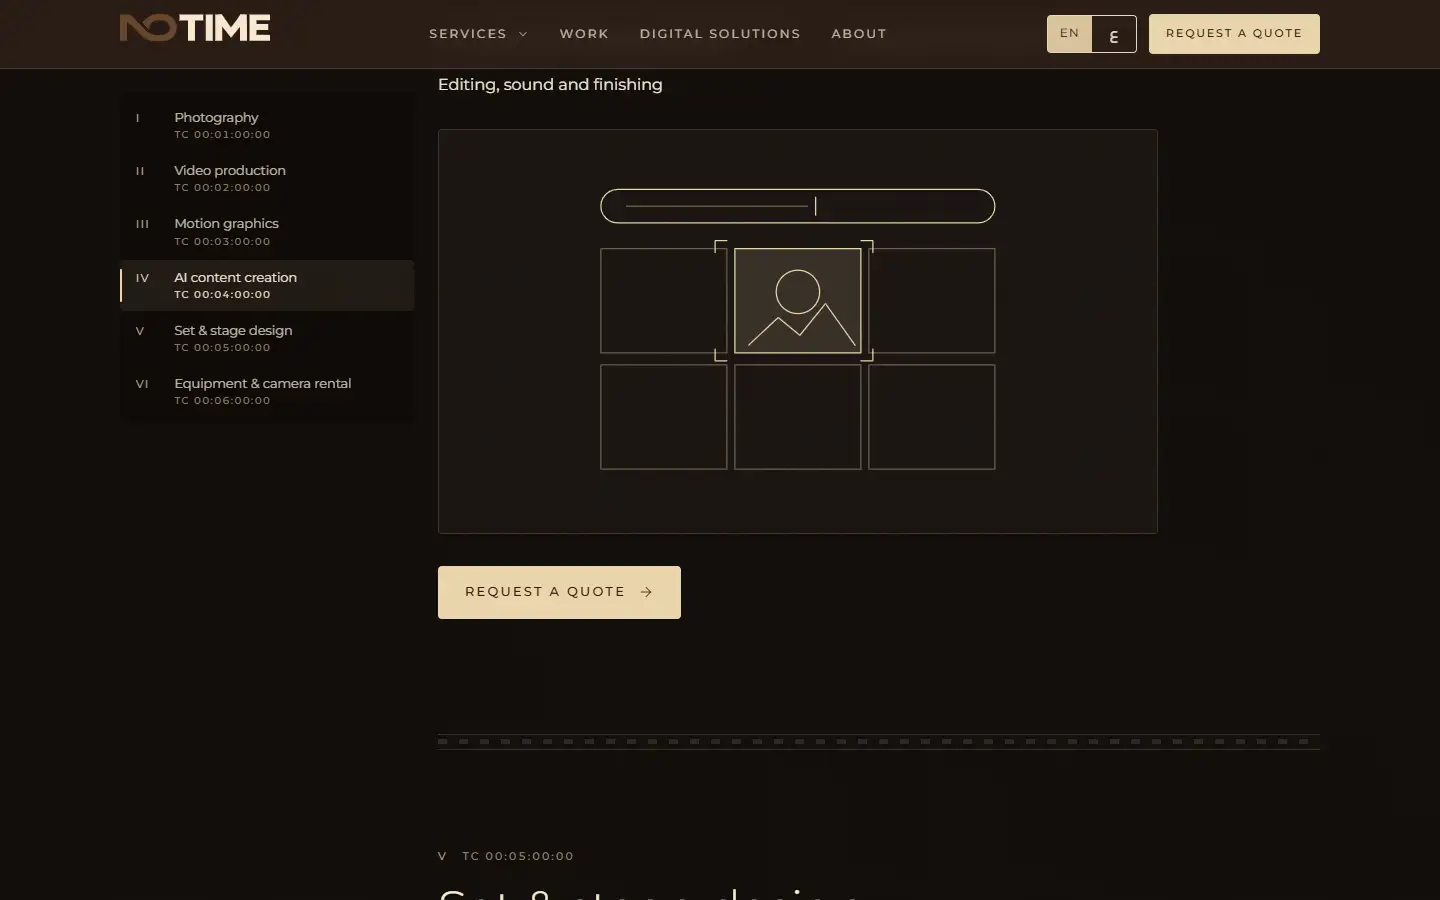 NOTIME
SERVICES
WORK
DIGITAL SOLUTIONS
ABOUT
EN
ع
REQUEST A QUOTE
Editing, sound and finishing
I Photography
TC 00:01:00:00
II Video production
TC 00:02:00:00
III Motion graphics
TC 00:03:00:00
IV AI content creation
TC 00:04:00:00
V Set & stage design
TC 00:05:00:00
VI Equipment & camera rental
TC 00:06:00:00
REQUEST A QUOTE →
V TC 00:05:00:00
Set & stage design